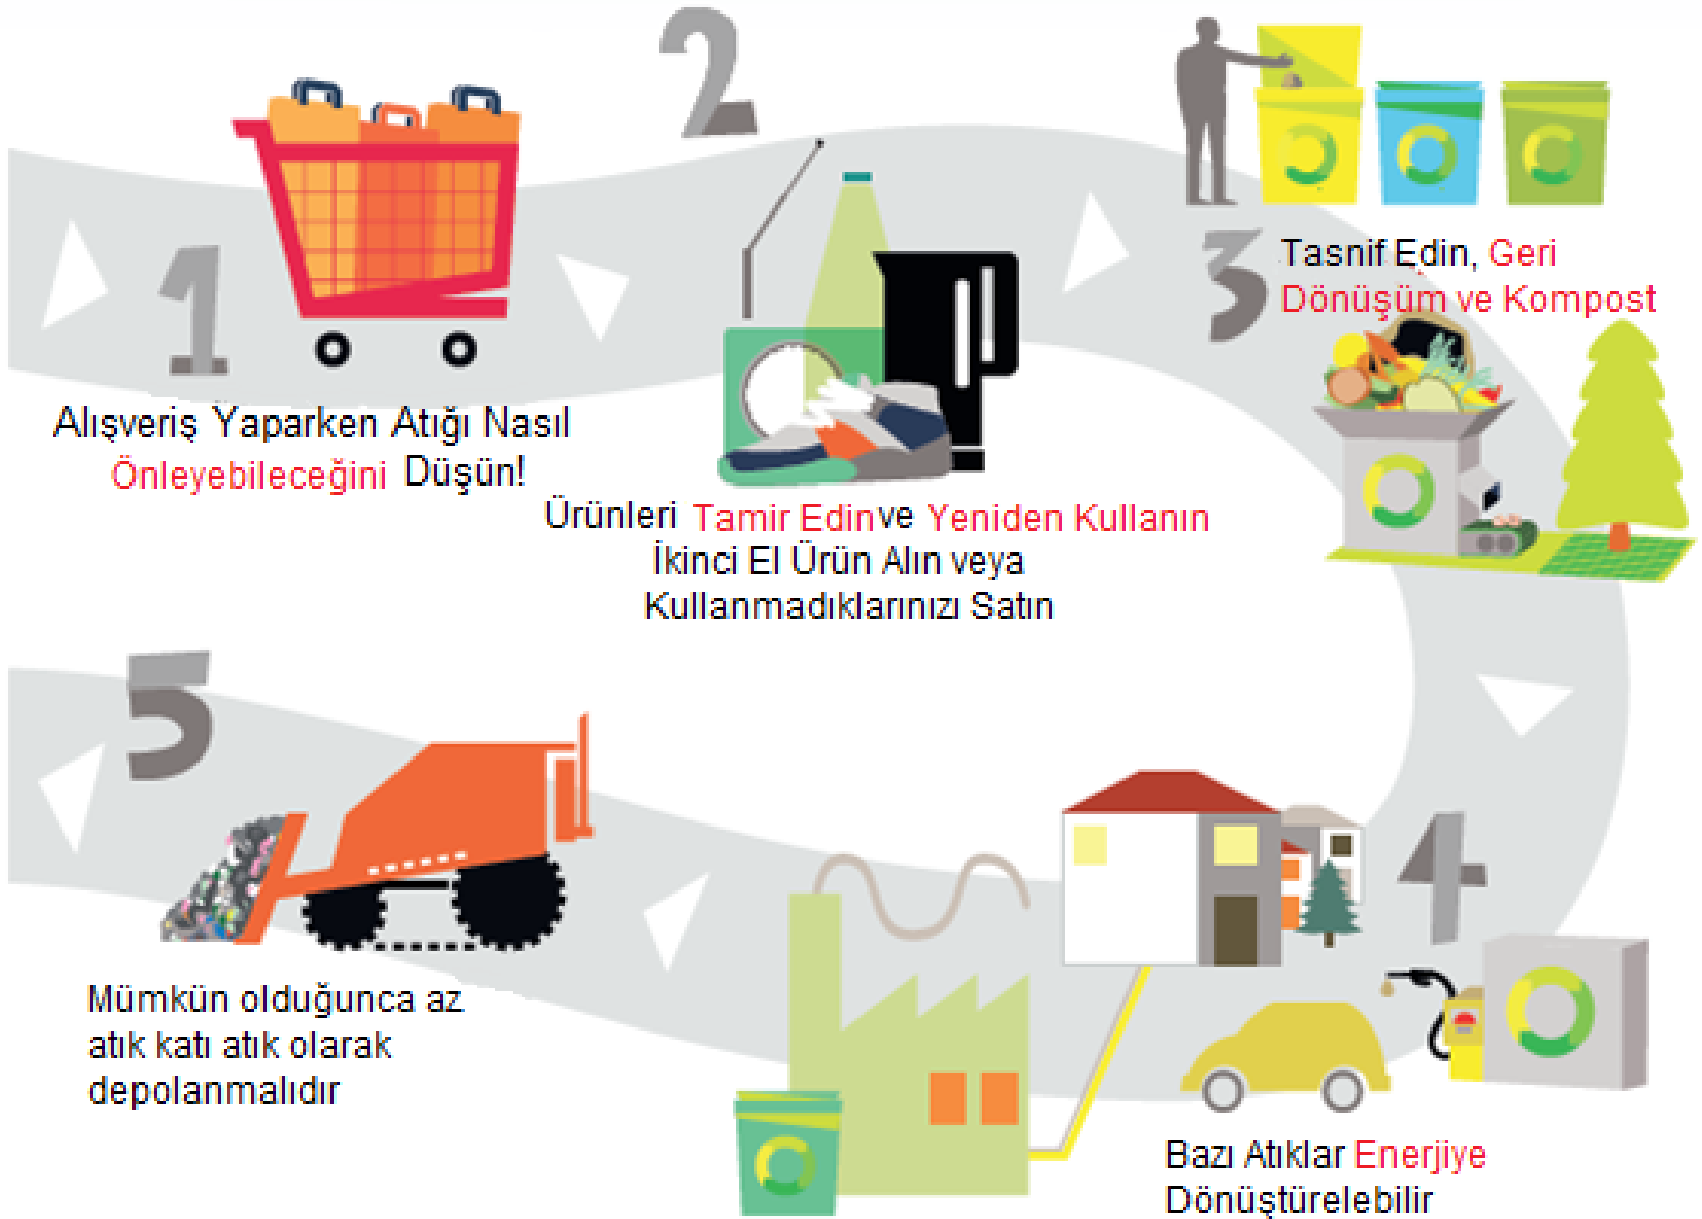 1
Alışveriş Yaparken Atığı Nasıl
Önleyebileceğini Düşün!
2
Ürünleri Tamir Edin ve Yeniden Kullanın
İkinci El Ürün Alın veya
Kullanmadıklarınızı Satın
3
Tasnif Edin, Geri
Dönüşüm ve Kompost
4
Bazı Atıklar Enerjiye
Dönüştürelebilir
5
Mümkün olduğunca az
atık katı atık olarak
depolanmalıdır